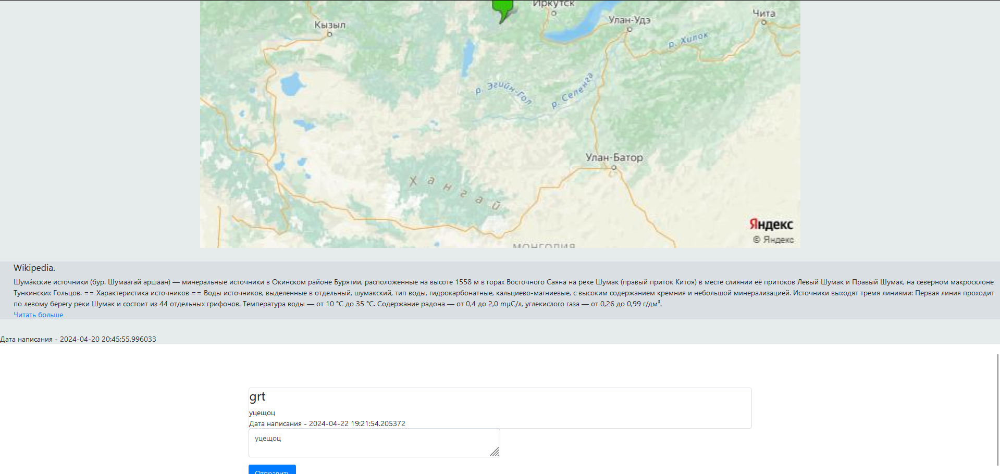 Иркутск
Чита
Улан-Удэ
Кызыл
р. Хилок
р. Эгийн-Гол
р. Селенга
Улан-Батор
Хангай
Яндекс
© Яндекс
МОНГОЛИЯ
Wikipedia.
Шума́кские источники (бур. Шумаагай аршаан) — минеральные источники в Окинском районе Бурятии, расположенные на высоте 1558 м в горах Восточного Саяна на реке Шумак (правый приток Китоя) в месте слиянии её притоков Левый Шумак и Правый Шумак, на северном макросклоне
Тункинских Гольцов. == Характеристика источников == Воды источников, выделенные в отдельный, шумакский, тип воды, гидрокарбонатные, кальциево-магниевые, с высоким содержанием кремния и небольшой минерализацией. Источники выходят тремя линиями: Первая линия проходит
по левому берегу реки Шумак и состоит из 44 отдельных грифонов. Температура воды — от 10 °C до 35 °C. Содержание радона — от 0,4 до 2,0 mµC/л, углекислого газа — от 0,26 до 0,99 г/дм³.
Читать больше
Дата написания - 2024-04-20 20:45:55.996033
grt
уцещоц
Дата написания - 2024-04-22 19:21:54.205372
уцещоц
Отправить